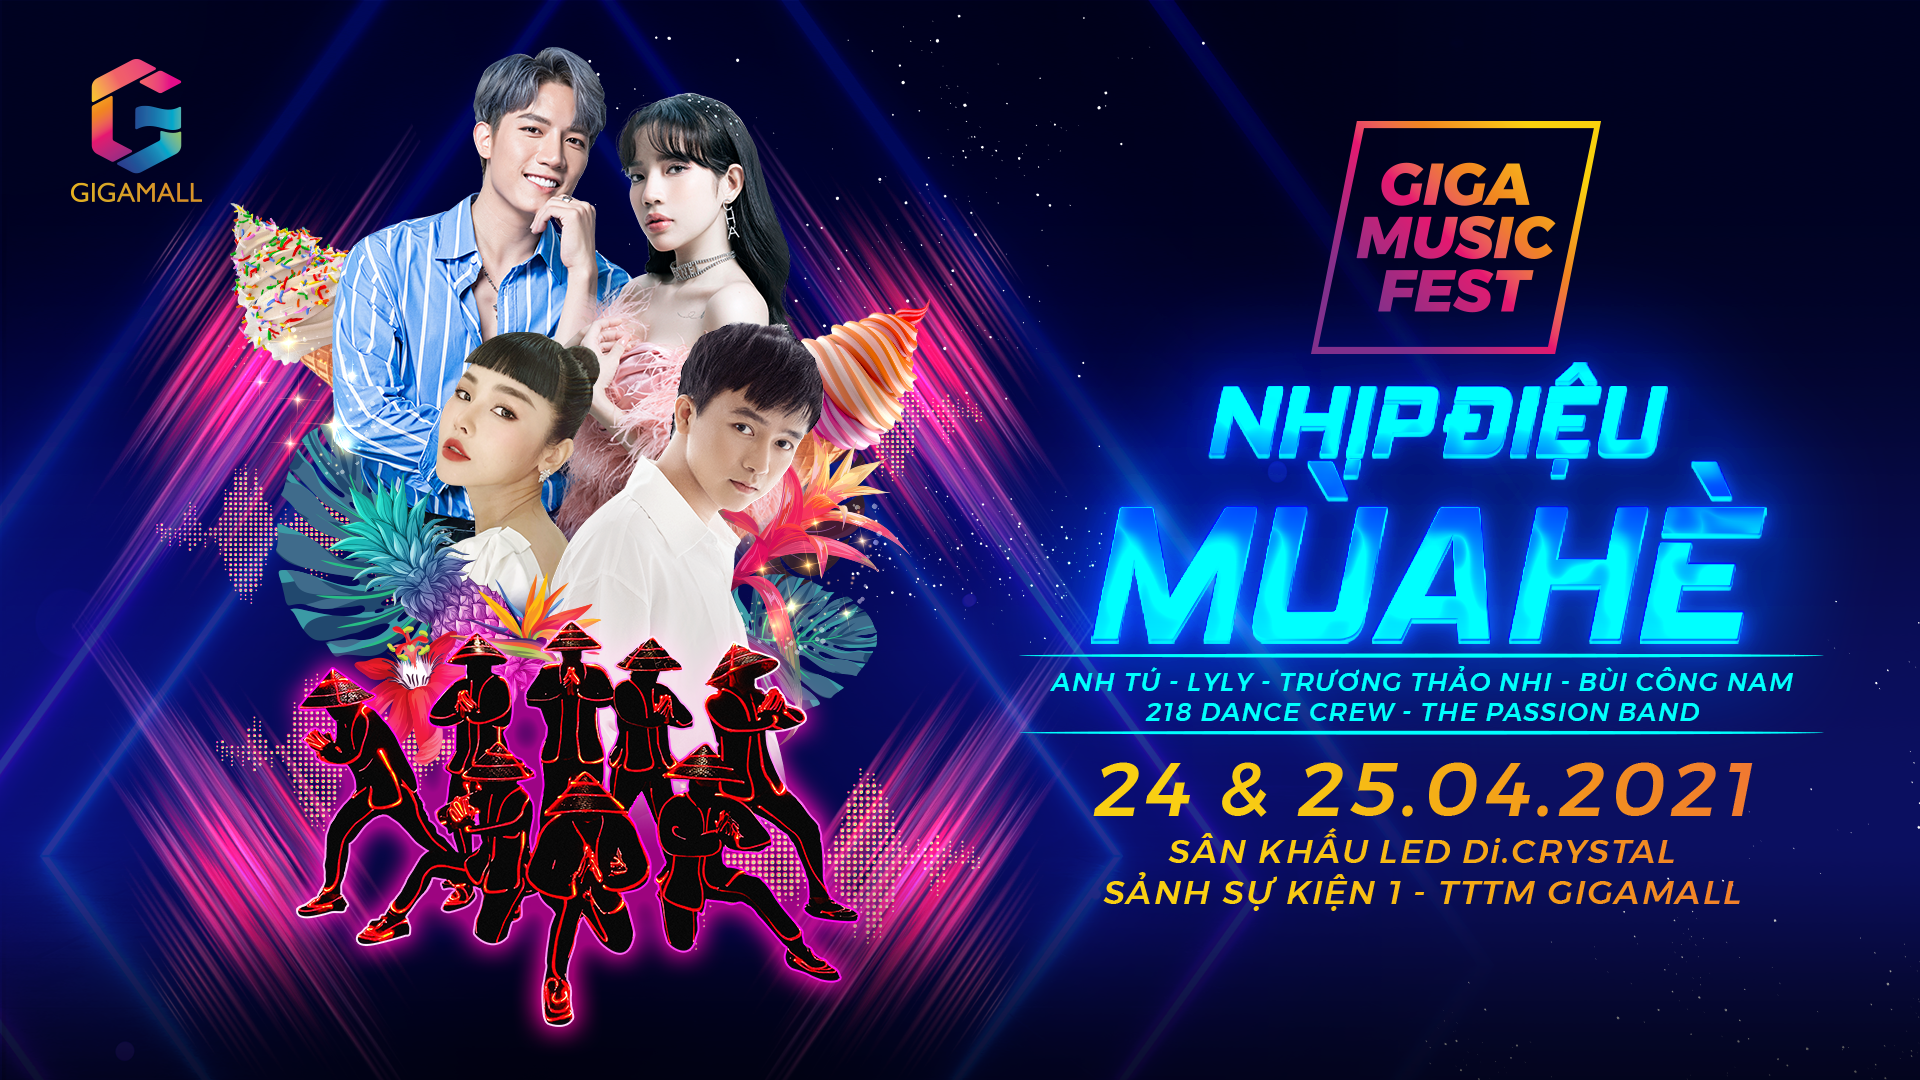 GIGAMALL
GIGA
MUSIC
FEST
NHỊP ĐIỆU
MÙA HÈ
ANH TÚ - LYLY - TRƯƠNG THẢO NHI - BÙI CÔNG NAM
218 DANCE CREW - THE PASSION BAND
24 & 25.04.2021
SÂN KHẤU LED Di.CRYSTAL
SẢNH SỰ KIỆN 1 - TTTM GIGAMALL